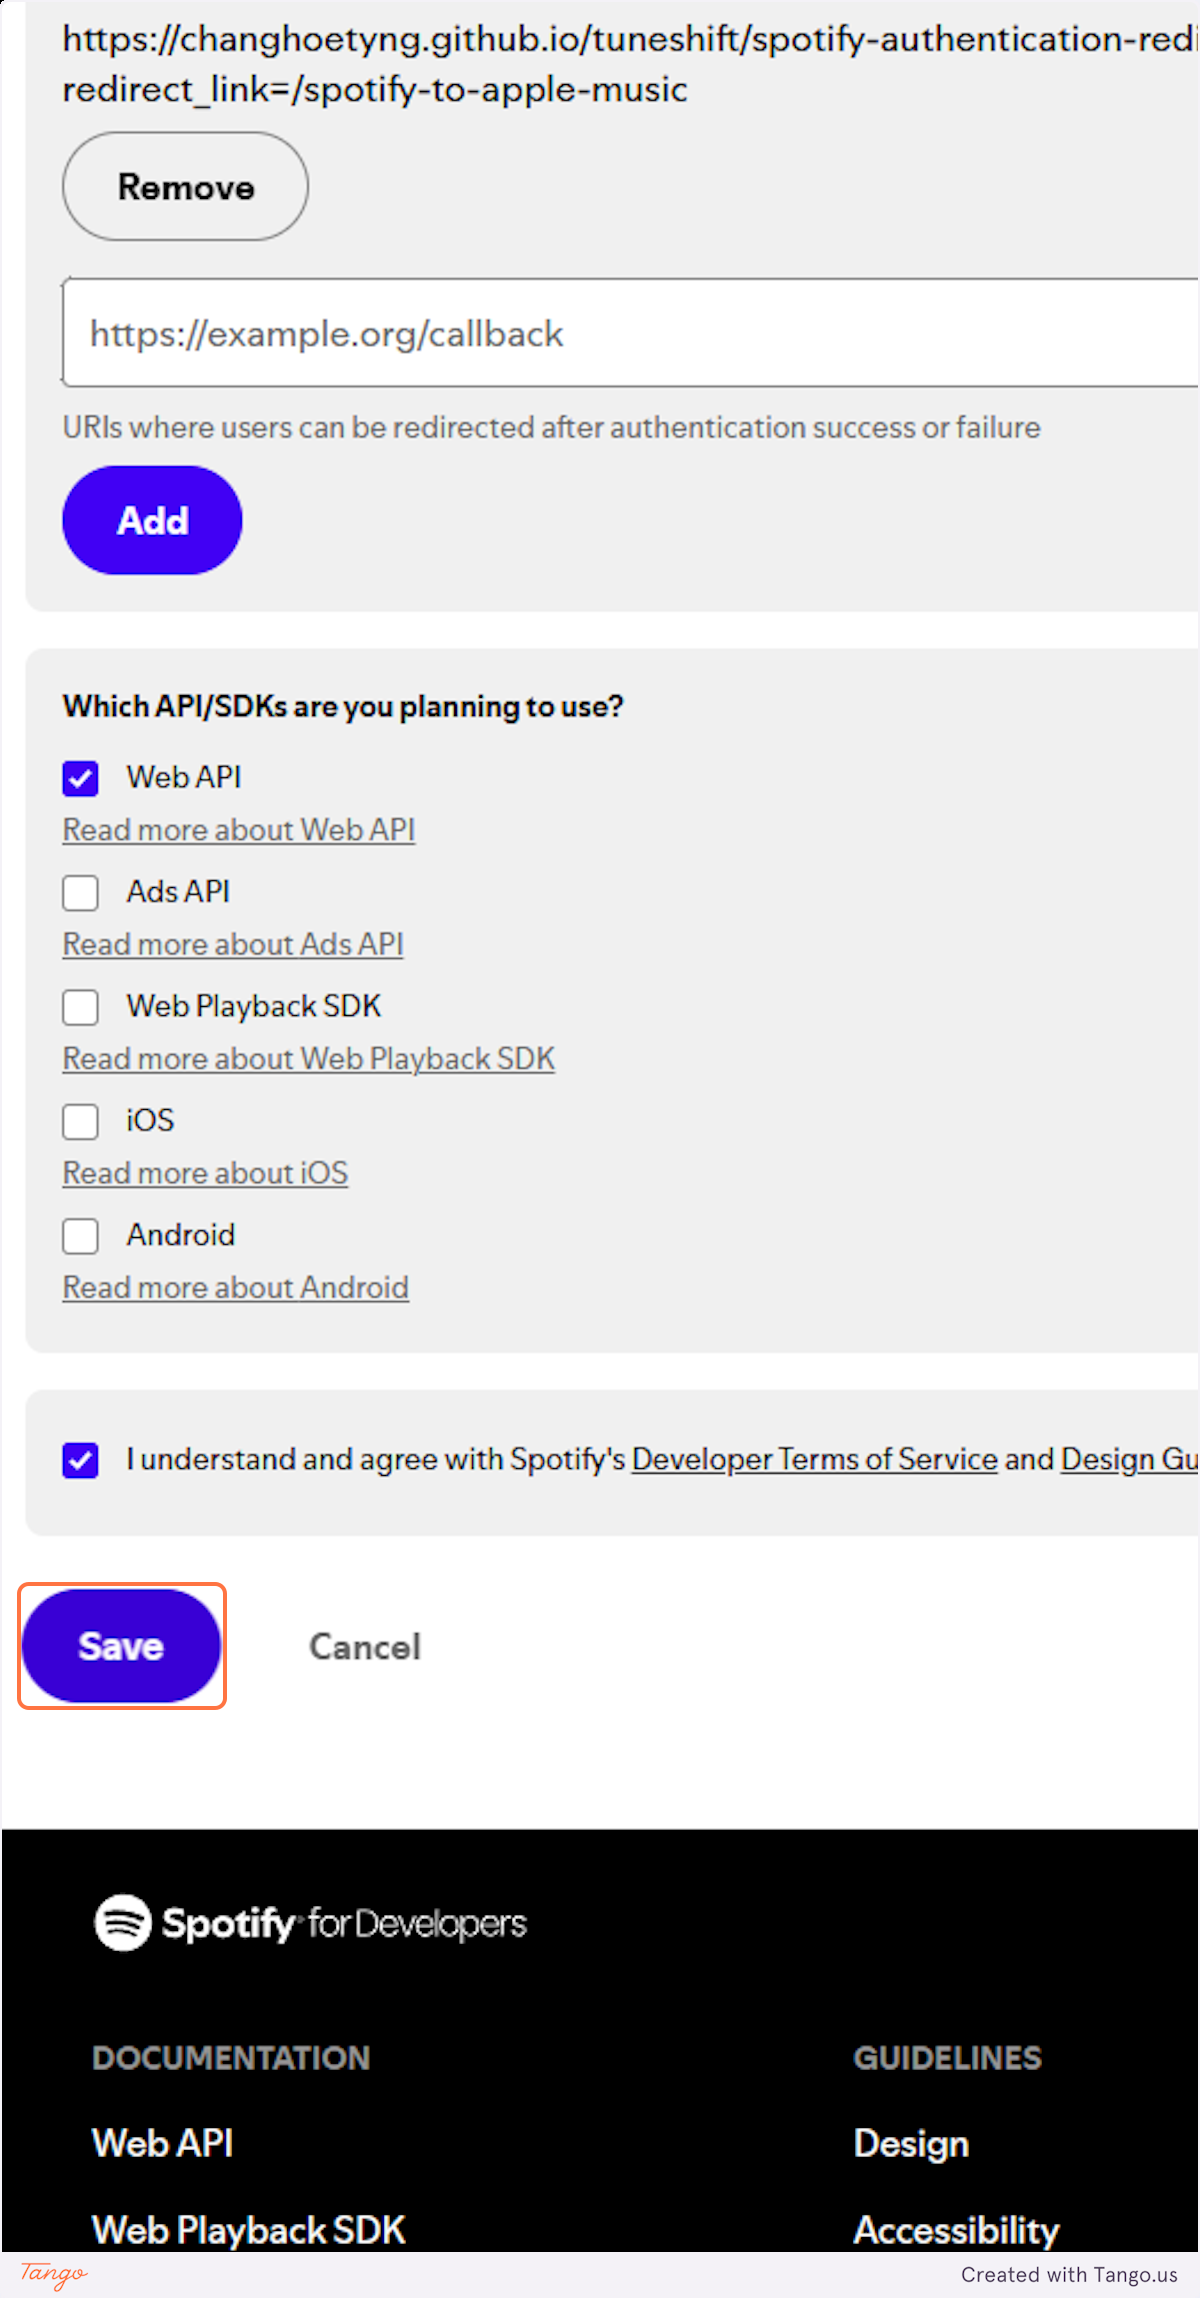 https://changhoetyng.github.io/tuneshift/spotify-authentication-redi
redirect_link=/spotify-to-apple-music
Remove
https://example.org/callback
URIs where users can be redirected after authentication success or failure
Add
Which API/SDKs are you planning to use?
Web API
Read more about Web API
Ads API
Read more about Ads API
Web Playback SDK
Read more about Web Playback SDK
iOS
Read more about iOS
Android
Read more about Android
I understand and agree with Spotify's Developer Terms of Service and Design Gu
Save Cancel
Spotify for Developers
DOCUMENTATION GUIDELINES
Web API Design
Web Playback SDK Accessibility
Tango Created with Tango.us